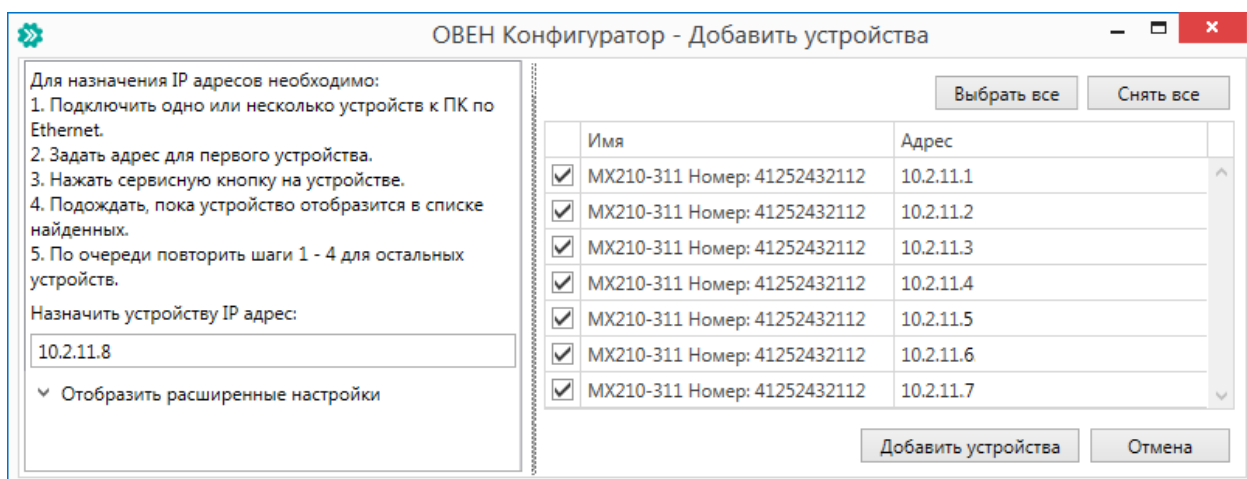 ОВЕН Конфигуратор - Добавить устройства
Для назначения IP адресов необходимо:
1. Подключить одно или несколько устройств к ПК по
Ethernet.
2. Задать адрес для первого устройства.
3. Нажать сервисную кнопку на устройстве.
4. Подождать, пока устройство отобразится в списке
найденных.
5. По очереди повторить шаги 1 - 4 для остальных
устройств.
Назначить устройству IP адрес:
10.2.11.8
Отобразить расширенные настройки
Выбрать все Снять все
Имя Адрес
МХ210-311 Номер: 41252432112 10.2.11.1
МХ210-311 Номер: 41252432112 10.2.11.2
МХ210-311 Номер: 41252432112 10.2.11.3
МХ210-311 Номер: 41252432112 10.2.11.4
МХ210-311 Номер: 41252432112 10.2.11.5
МХ210-311 Номер: 41252432112 10.2.11.6
МХ210-311 Номер: 41252432112 10.2.11.7
Добавить устройства Отмена